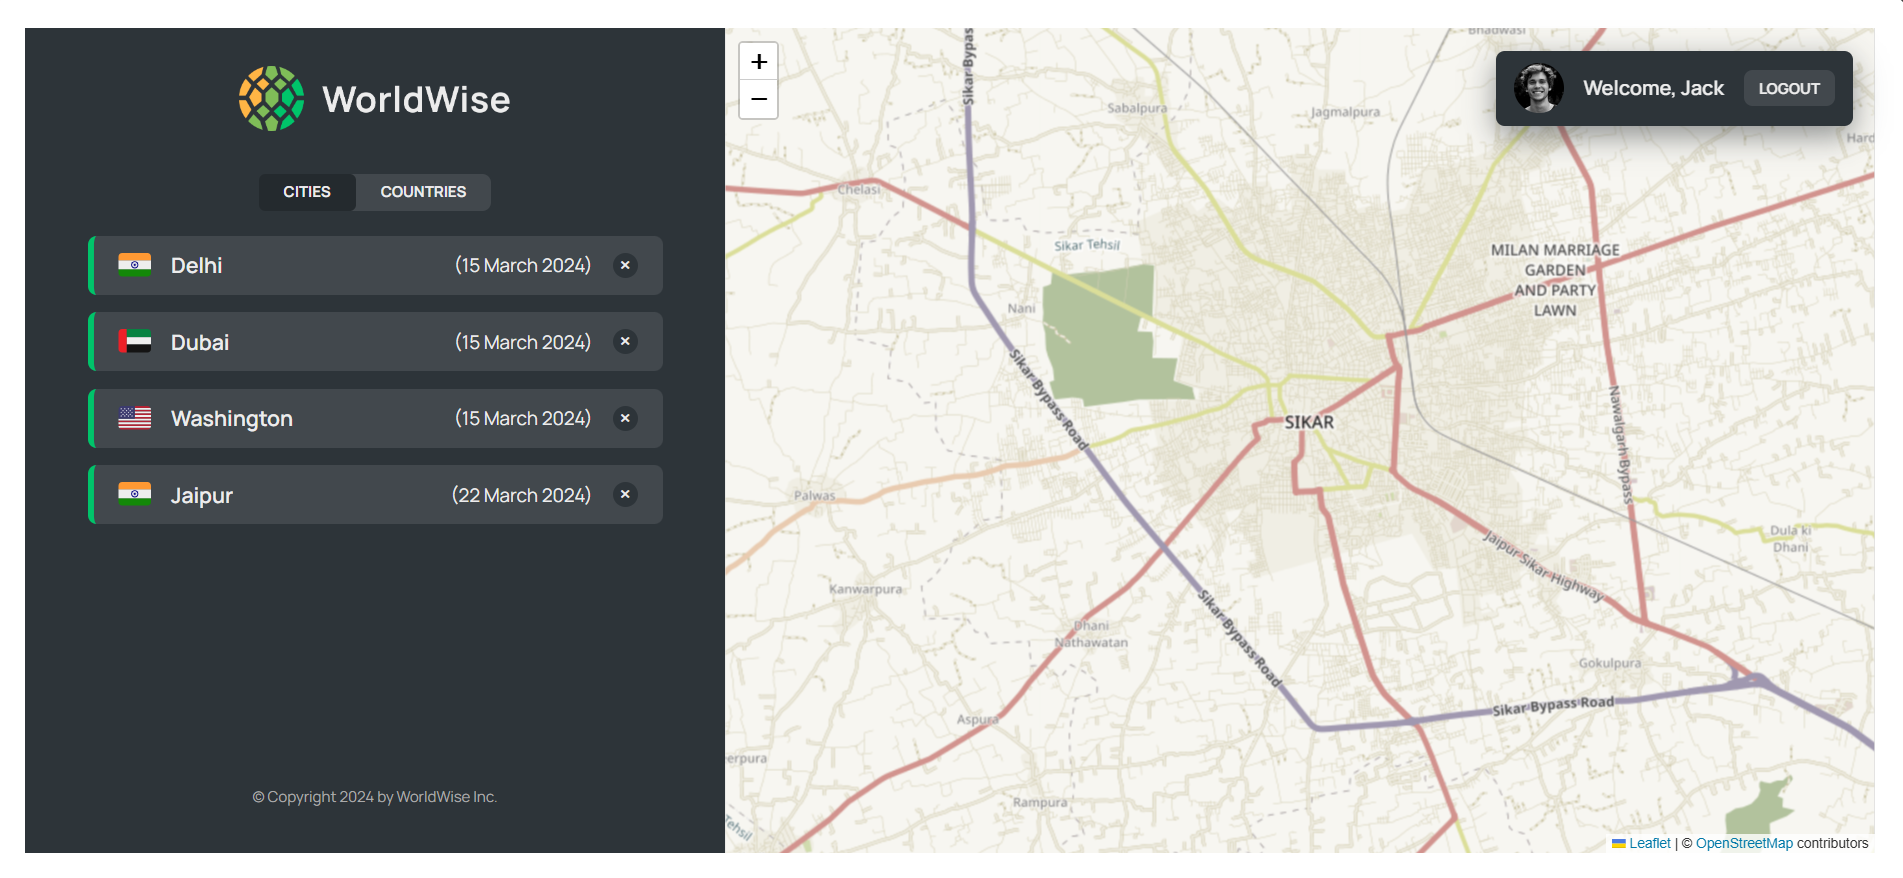 WorldWise
CITIES
COUNTRIES
Delhi
(15 March 2024)
×
Dubai
(15 March 2024)
×
Washington
(15 March 2024)
×
Jaipur
(22 March 2024)
×
© Copyright 2024 by WorldWise Inc.
+
−
Welcome, Jack
LOGOUT
Bhadwasi
Sikar Bypas
Sabalpura
Jagmalpura
Hard
Chelasi
Sikar Tehsil
MILAN MARRIAGE
GARDEN
AND PARTY
LAWN
Nani
Sikar Bypass Road
SIKAR
Nawalgarh Bypass
Palwas
Dula ki
Dhani
Jaipur Sikar Highway
Kanwarpura
Sikar Bypass Road
Dhani
Nathawatan
Gokulpura
Sikar Bypass Road
Aspura
erpura
Rampura
Tehsil
Leaflet | © OpenStreetMap contributors